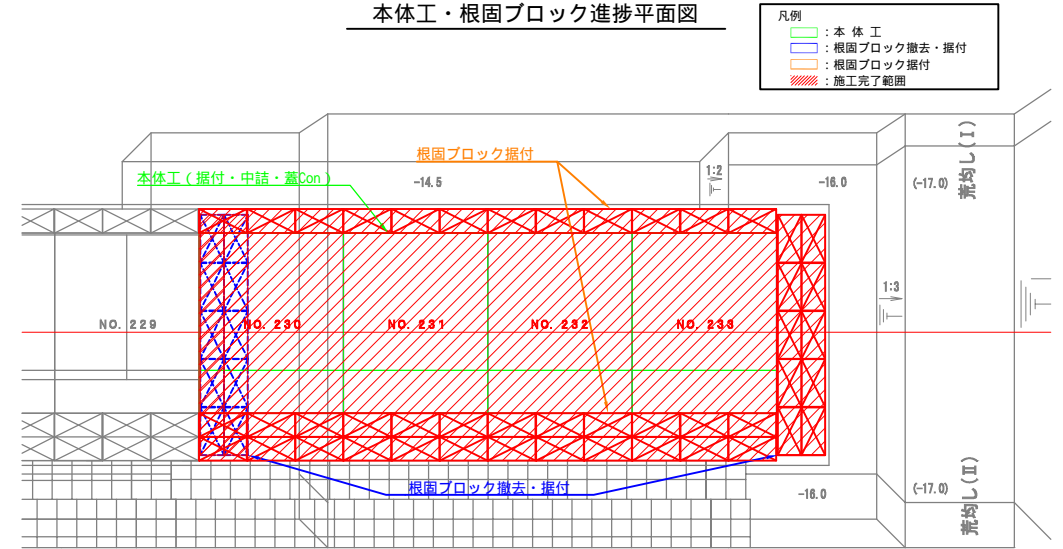 本体工・根固ブロック進捗平面図
凡例
：本 体 工
：根固ブロック撤去・据付
：根固ブロック据付
：施工完了範囲
根固ブロック据付
本体工（据付・中詰・蓋Con）
-14.5
1:2
-16.0
(-17.0)
荒均し(Ⅰ)
1:3
NO. 229
NO. 230
NO. 231
NO. 232
NO. 233
根固ブロック撤去・据付
-16.0
(-17.0)
荒均し(Ⅱ)